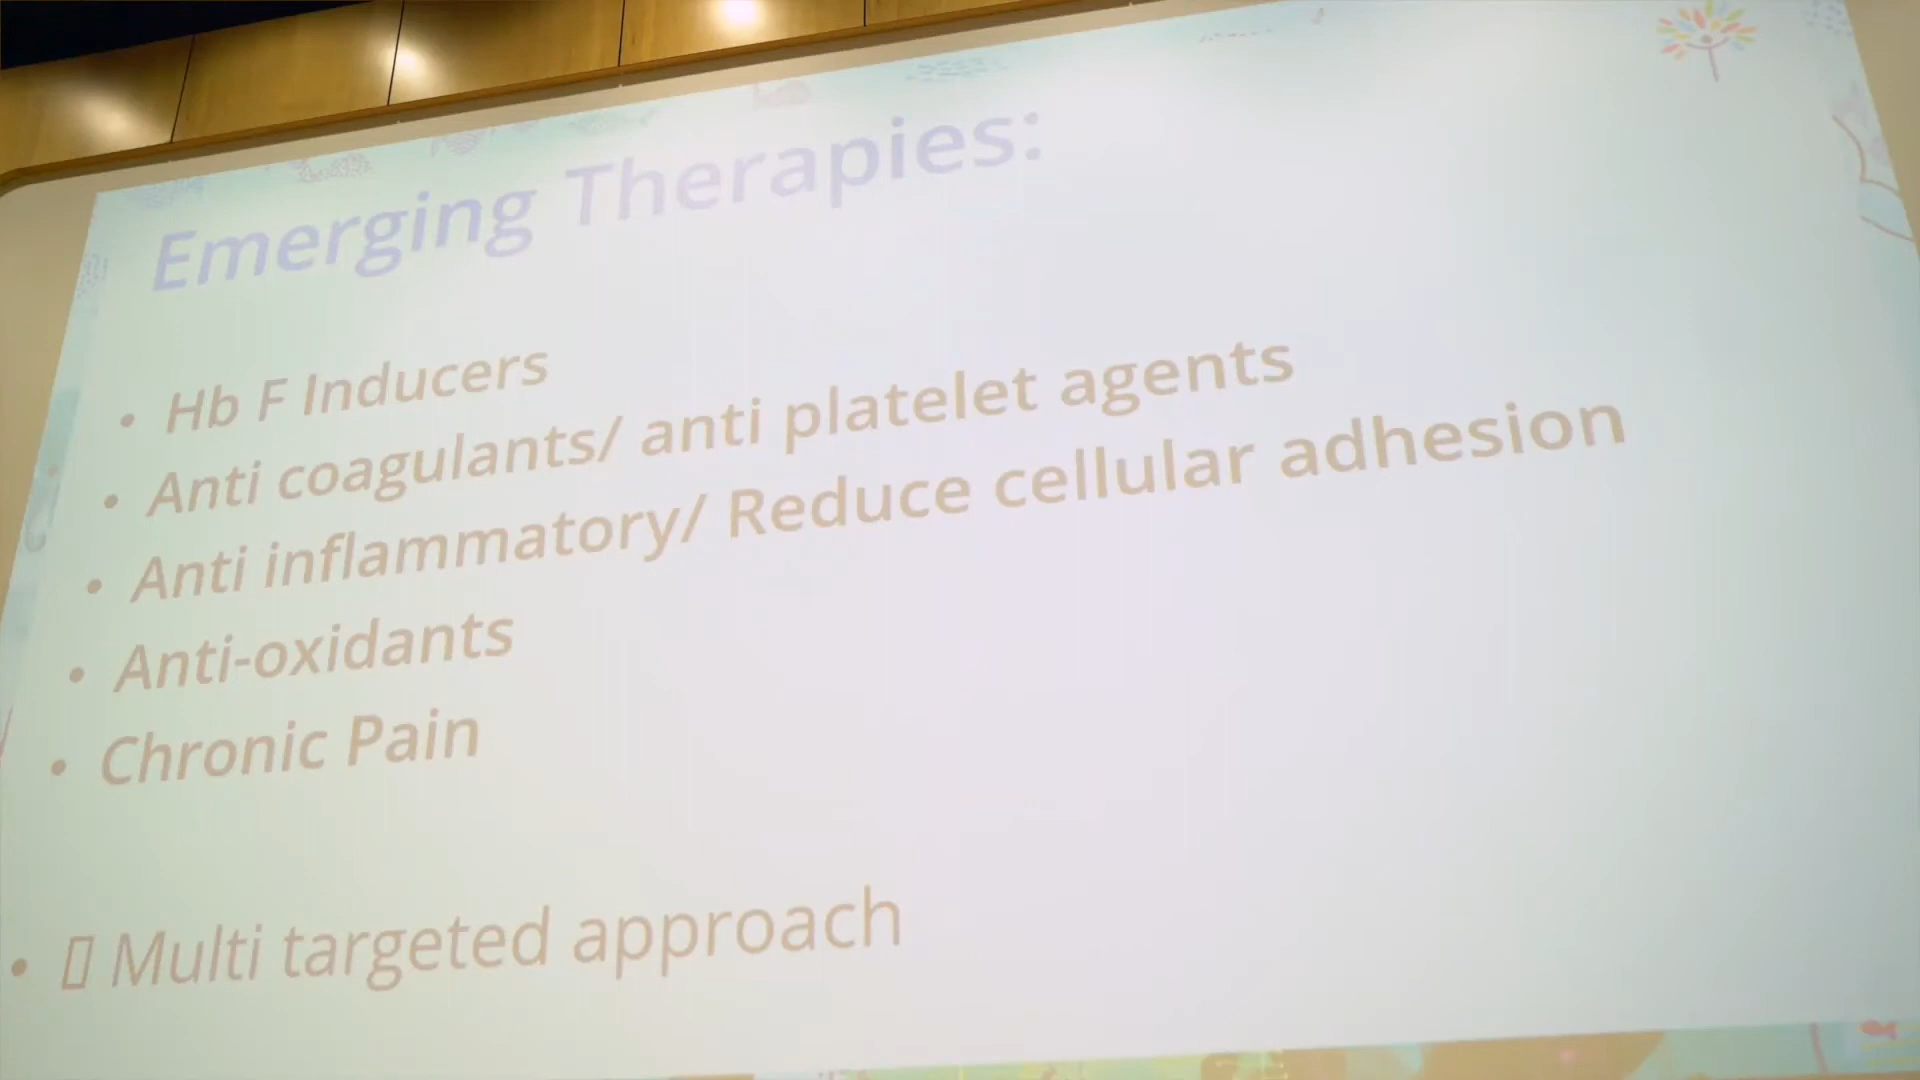 Emerging Therapies:
• Hb F Inducers
• Anti coagulants/ anti platelet agents
• Anti inflammatory/ Reduce cellular adhesion
• Anti-oxidants
• Chronic Pain
• ▯ Multi targeted approach